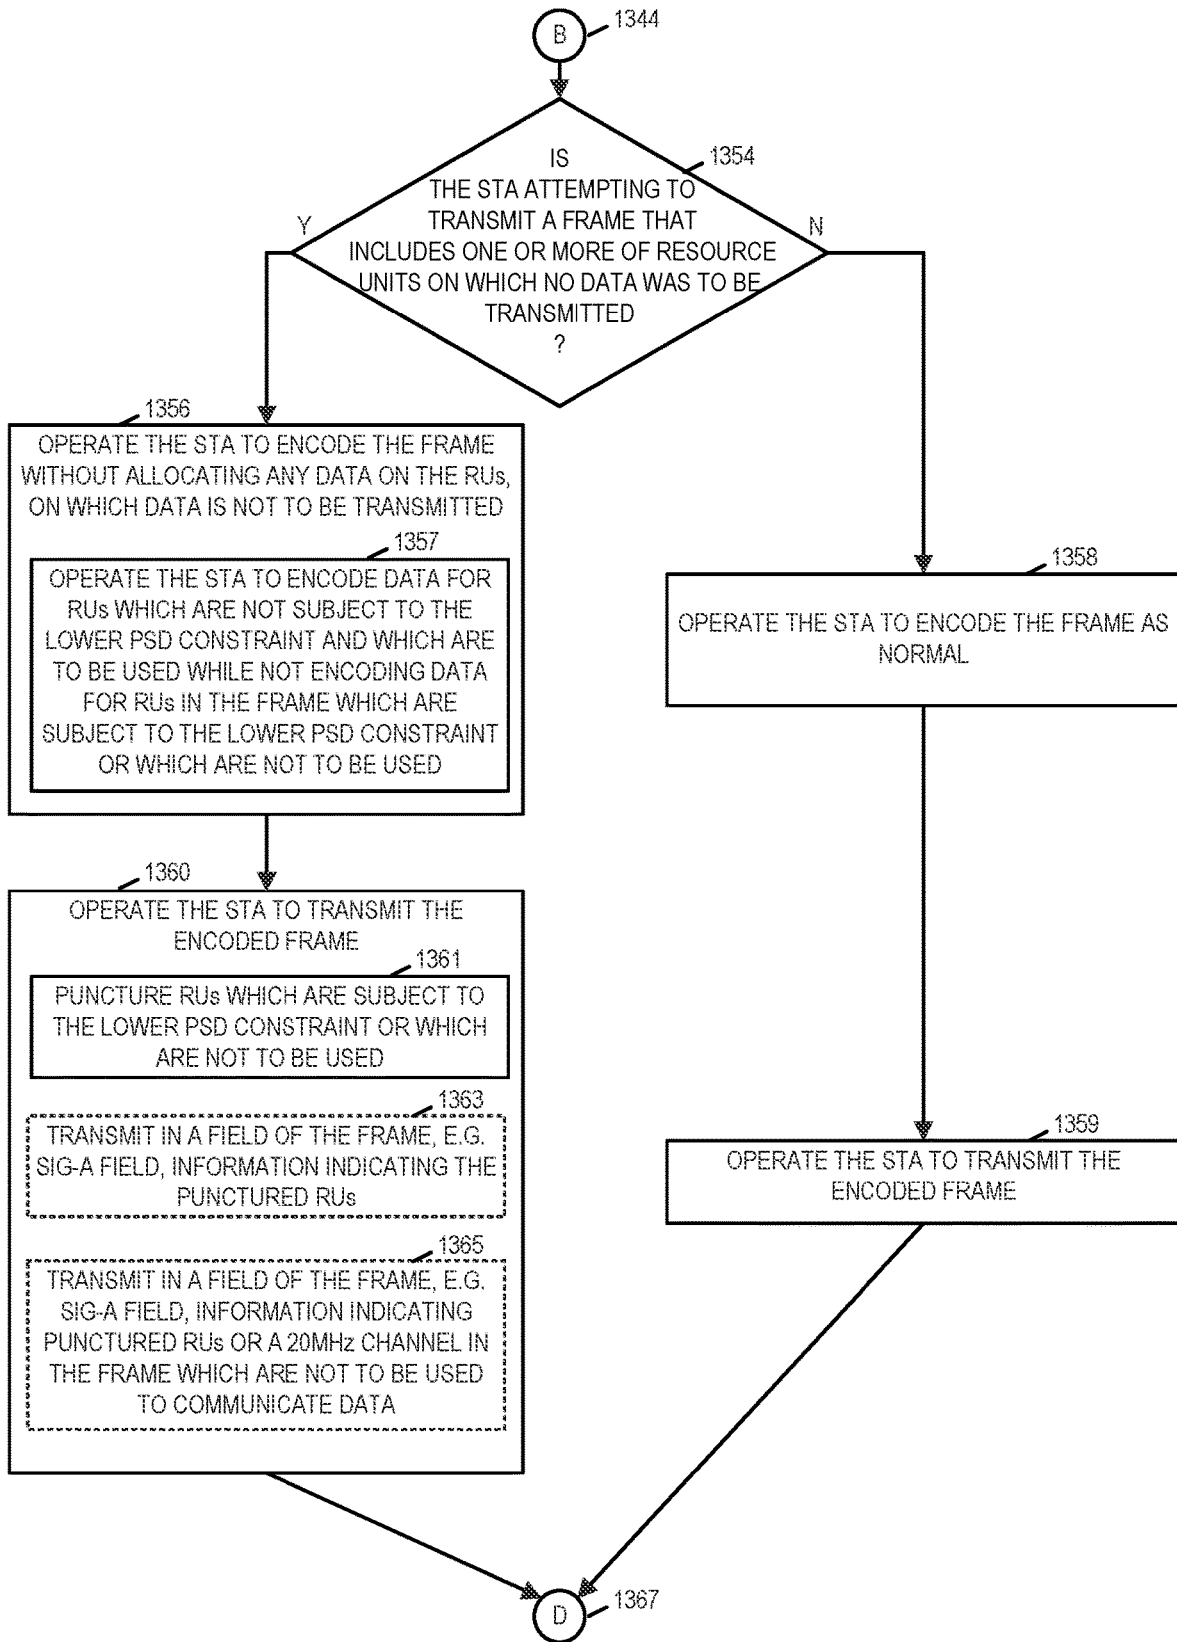 B
1344
1354
IS
THE STA ATTEMPTING TO
TRANSMIT A FRAME THAT
INCLUDES ONE OR MORE OF RESOURCE
UNITS ON WHICH NO DATA WAS TO BE
TRANSMITTED
?
Y
N
1356
OPERATE THE STA TO ENCODE THE FRAME
WITHOUT ALLOCATING ANY DATA ON THE RUs,
ON WHICH DATA IS NOT TO BE TRANSMITTED
1357
OPERATE THE STA TO ENCODE DATA FOR
RUs WHICH ARE NOT SUBJECT TO THE
LOWER PSD CONSTRAINT AND WHICH ARE
TO BE USED WHILE NOT ENCODING DATA
FOR RUs IN THE FRAME WHICH ARE
SUBJECT TO THE LOWER PSD CONSTRAINT
OR WHICH ARE NOT TO BE USED
1358
OPERATE THE STA TO ENCODE THE FRAME AS
NORMAL
1360
OPERATE THE STA TO TRANSMIT THE
ENCODED FRAME
1361
PUNCTURE RUs WHICH ARE SUBJECT TO
THE LOWER PSD CONSTRAINT OR WHICH
ARE NOT TO BE USED
1363
TRANSMIT IN A FIELD OF THE FRAME, E.G.
SIG-A FIELD, INFORMATION INDICATING THE
PUNCTURED RUs
1359
OPERATE THE STA TO TRANSMIT THE
ENCODED FRAME
1365
TRANSMIT IN A FIELD OF THE FRAME, E.G.
SIG-A FIELD, INFORMATION INDICATING
PUNCTURED RUs OR A 20MHz CHANNEL IN
THE FRAME WHICH ARE NOT TO BE USED
TO COMMUNICATE DATA
D
1367